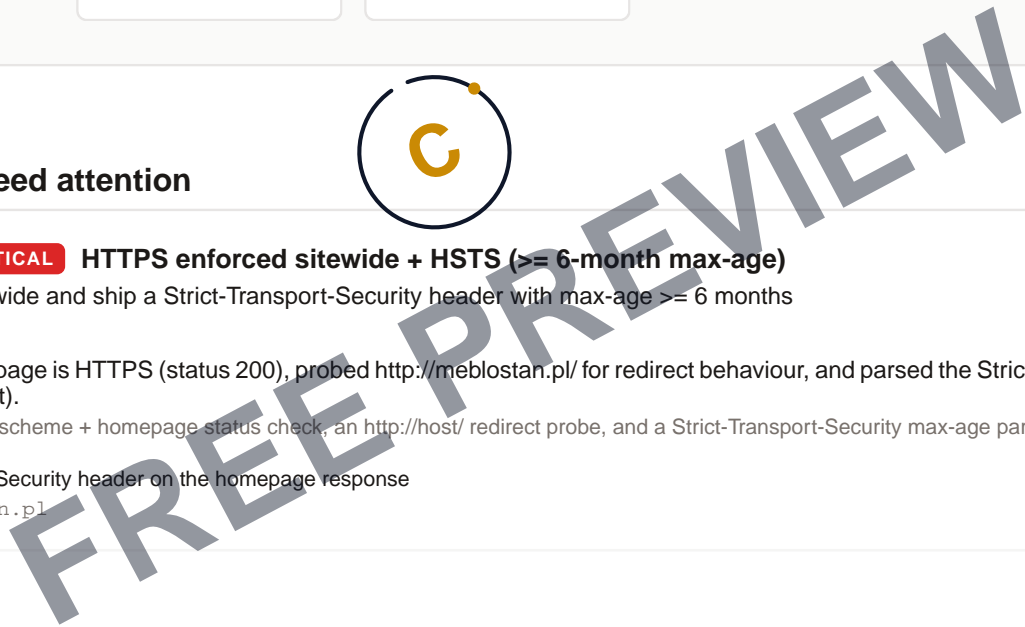 C
eed attention
TICAL HTTPS enforced sitewide + HSTS (>= 6-month max-age)
wide and ship a Strict-Transport-Security header with max-age >= 6 months
page is HTTPS (status 200), probed http://meblostan.pl/ for redirect behaviour, and parsed the Stric
t).
scheme + homepage status check, an http://host/ redirect probe, and a Strict-Transport-Security max-age par
Security header on the homepage response
n.pl
FREE PREVIEW